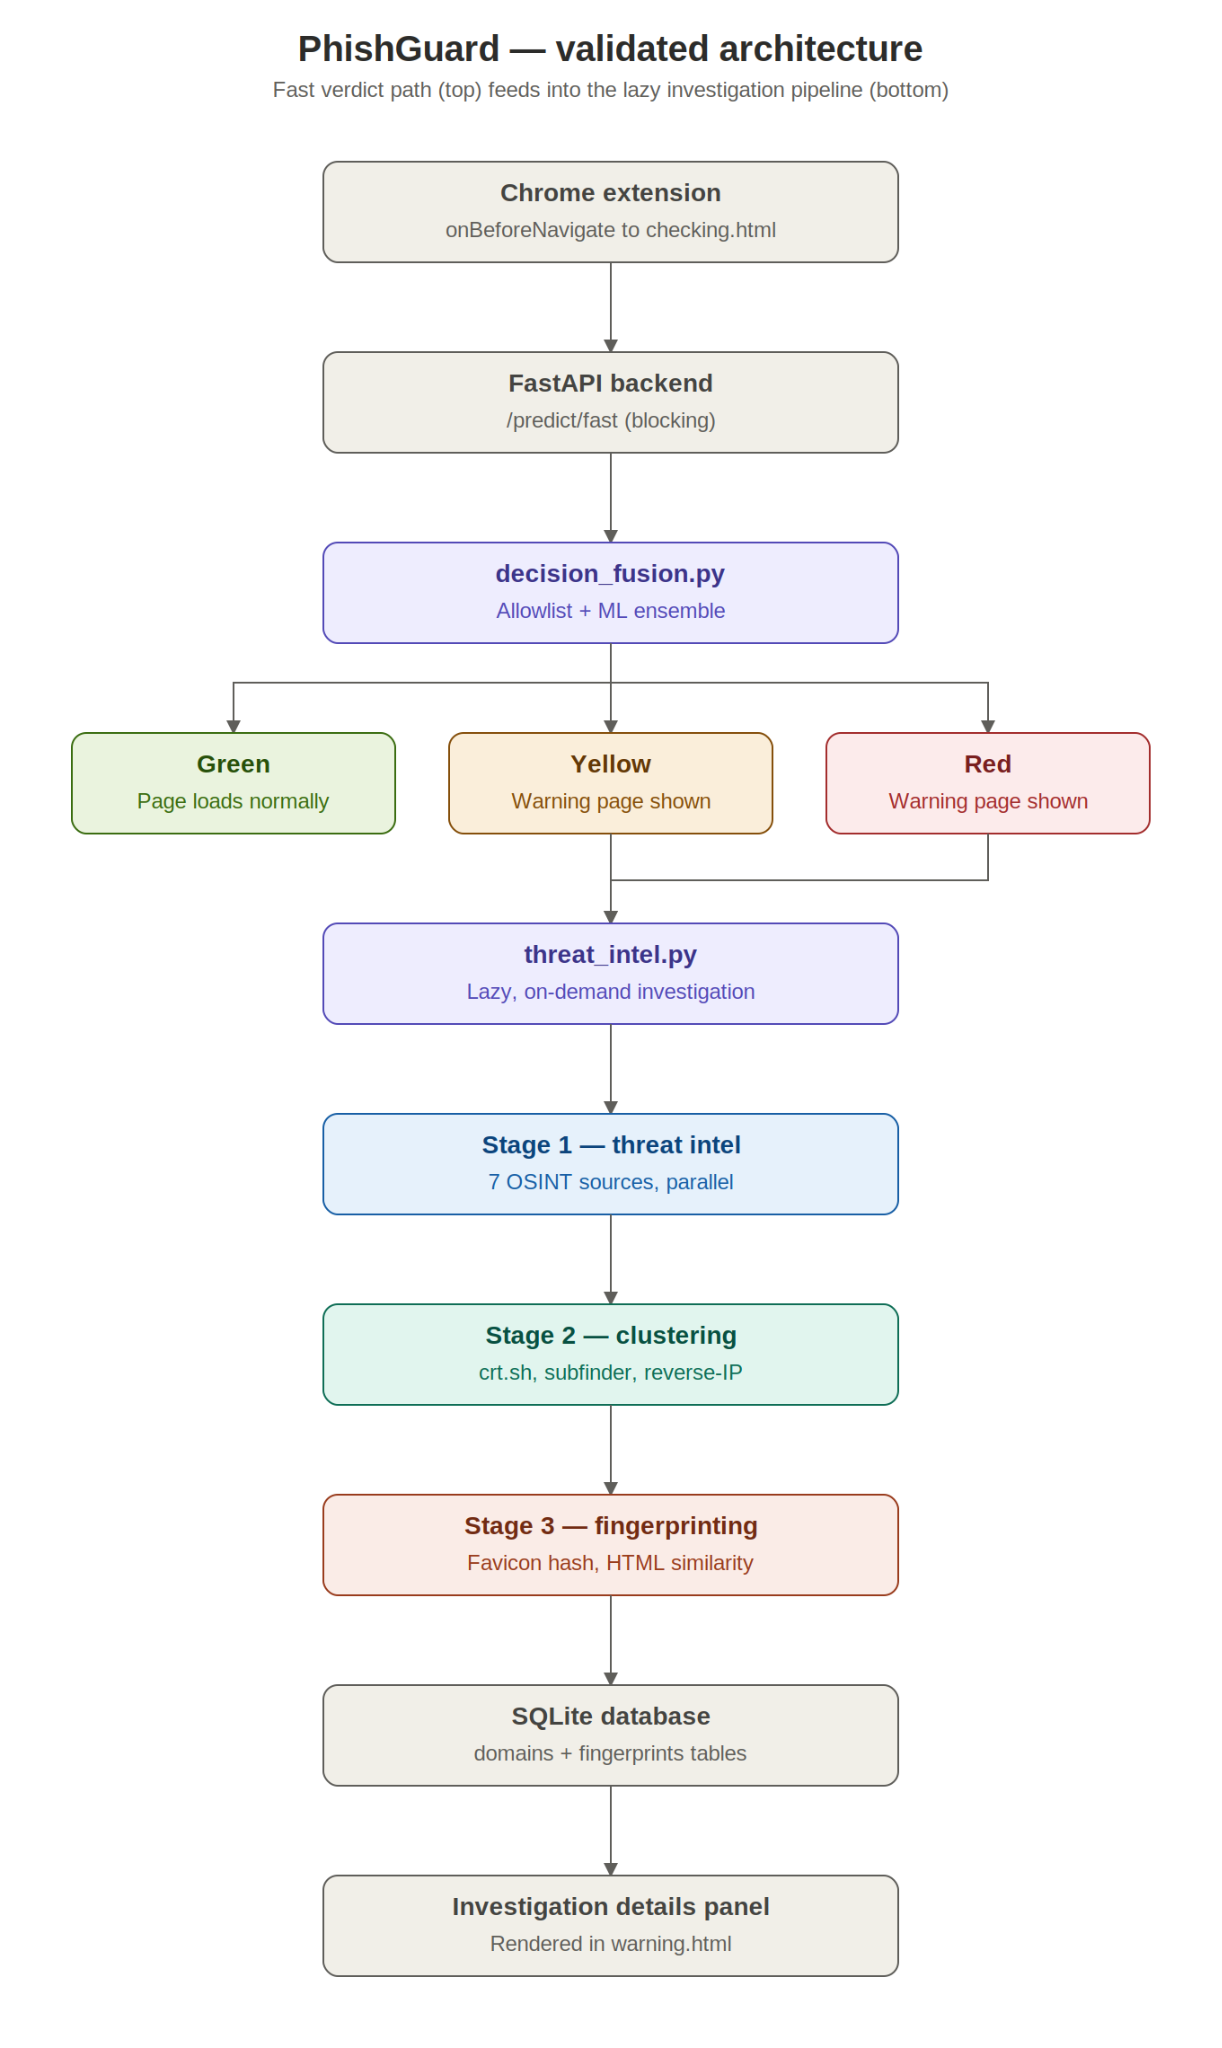 PhishGuard — validated architecture
Fast verdict path (top) feeds into the lazy investigation pipeline (bottom)
Chrome extension
onBeforeNavigate to checking.html
FastAPI backend
/predict/fast (blocking)
decision_fusion.py
Allowlist + ML ensemble
Green
Page loads normally
Yellow
Warning page shown
Red
Warning page shown
threat_intel.py
Lazy, on-demand investigation
Stage 1 — threat intel
7 OSINT sources, parallel
Stage 2 — clustering
crt.sh, subfinder, reverse-IP
Stage 3 — fingerprinting
Favicon hash, HTML similarity
SQLite database
domains + fingerprints tables
Investigation details panel
Rendered in warning.html